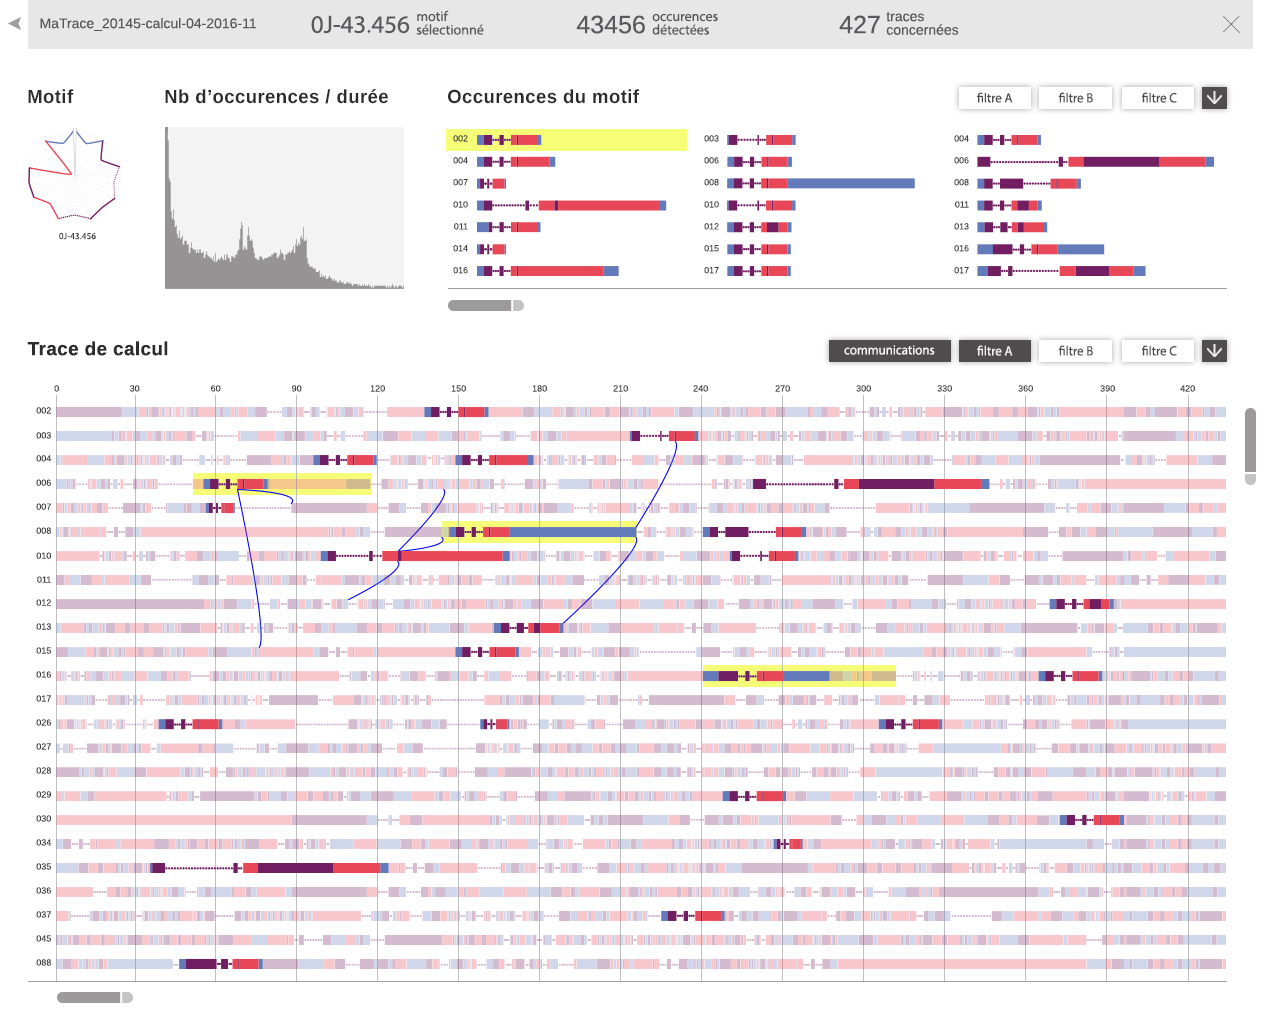 MaTrace_20145-calcul-04-2016-11
0J-43.456 motif sélectionné
43456 occurences détectées
427 traces concernées
Motif
Nb d'occurences / durée
Occurences du motif
filtre A
filtre B
filtre C
0J-43.456
002
003
004
004
006
006
007
008
008
010
010
011
011
012
013
014
015
016
016
017
017
Trace de calcul
communications
filtre A
filtre B
filtre C
0 30 60 90 120 150 180 210 240 270 300 330 360 390 420
002
003
004
006
007
008
010
011
012
013
015
016
017
026
027
028
029
030
034
035
036
037
045
088